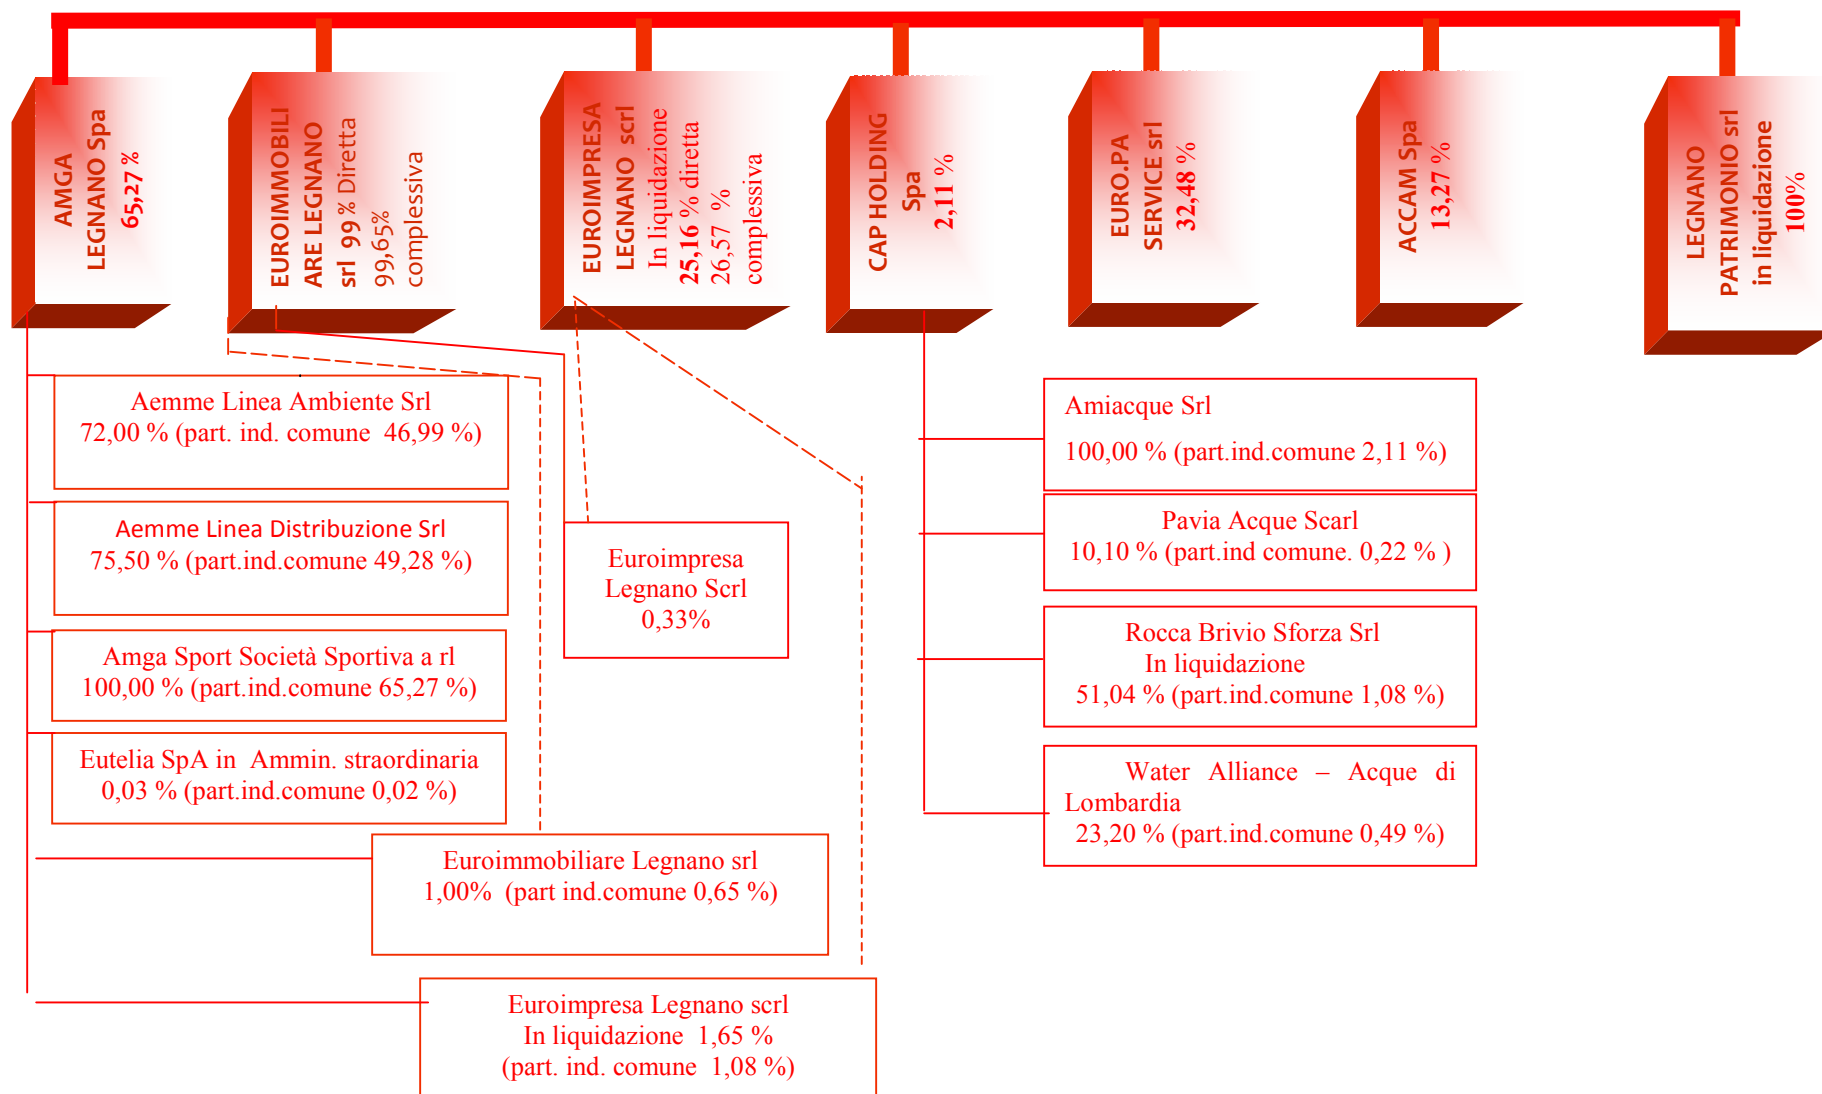 AMGA
LEGNANO Spa
65,27 %
EUROIMMOBILI
ARE LEGNANO
srl 99 % Diretta
99,65%
complessiva
EUROIMPRESA
LEGNANO scrl
In liquidazione
25,16 % diretta
26,57 %
complessiva
CAP HOLDING
Spa
2,11 %
EURO.PA
SERVICE srl
32,48 %
ACCAM Spa
13,27 %
LEGNANO
PATRIMONIO srl
in liquidazione
100%
Aemme Linea Ambiente Srl
72,00 % (part. ind. comune 46,99 %)
Aemme Linea Distribuzione Srl
75,50 % (part.ind.comune 49,28 %)
Amga Sport Società Sportiva a rl
100,00 % (part.ind.comune 65,27 %)
Eutelia SpA in Ammin. straordinaria
0,03 % (part.ind.comune 0,02 %)
Euroimmobiliare Legnano srl
1,00% (part ind.comune 0,65 %)
Euroimpresa Legnano scrl
In liquidazione 1,65 %
(part. ind. comune 1,08 %)
Euroimpresa
Legnano Scrl
0,33%
Amiacque Srl
100,00 % (part.ind.comune 2,11 %)
Pavia Acque Scarl
10,10 % (part.ind comune. 0,22 % )
Rocca Brivio Sforza Srl
In liquidazione
51,04 % (part.ind.comune 1,08 %)
Water Alliance – Acque di
Lombardia
23,20 % (part.ind.comune 0,49 %)